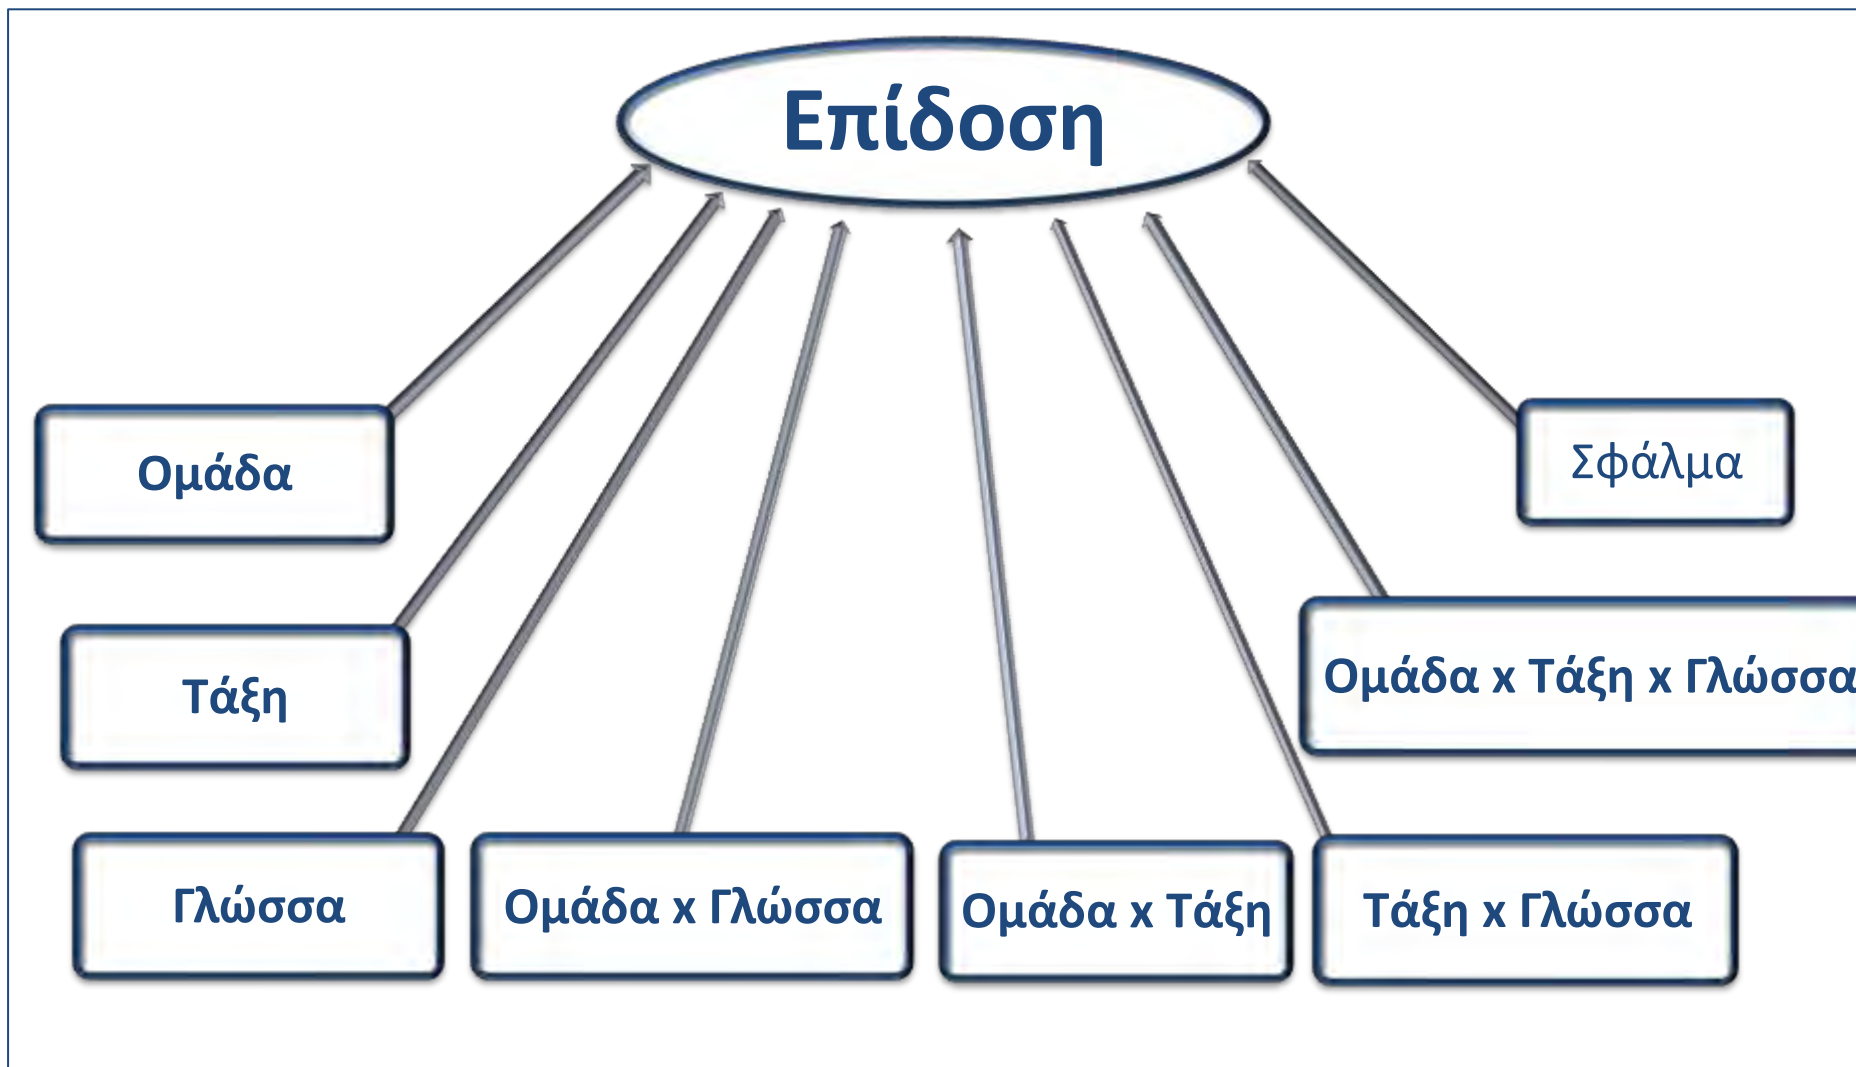 Επίδοση
Ομάδα
Σφάλμα
Τάξη
Ομάδα x Τάξη x Γλώσσα
Γλώσσα
Ομάδα x Γλώσσα
Ομάδα x Τάξη
Τάξη x Γλώσσα